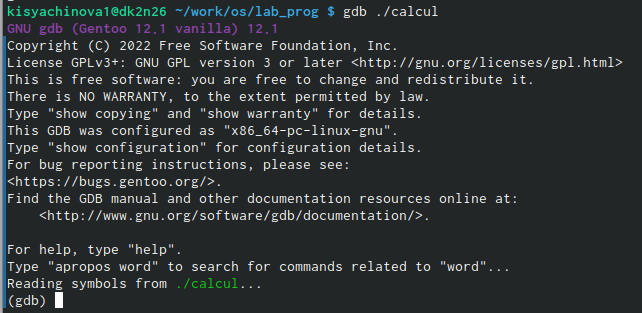 kisyachinova1@dk2n26 ~/work/os/lab_prog $ gdb ./calcul
GNU gdb (Gentoo 12.1 vanilla) 12.1
Copyright (C) 2022 Free Software Foundation, Inc.
License GPLv3+: GNU GPL version 3 or later <http://gnu.org/licenses/gpl.html>
This is free software: you are free to change and redistribute it.
There is NO WARRANTY, to the extent permitted by law.
Type "show copying" and "show warranty" for details.
This GDB was configured as "x86_64-pc-linux-gnu".
Type "show configuration" for configuration details.
For bug reporting instructions, please see:
<https://bugs.gentoo.org/>.
Find the GDB manual and other documentation resources online at:
    <http://www.gnu.org/software/gdb/documentation/>.

For help, type "help".
Type "apropos word" to search for commands related to "word"...
Reading symbols from ./calcul...
(gdb)